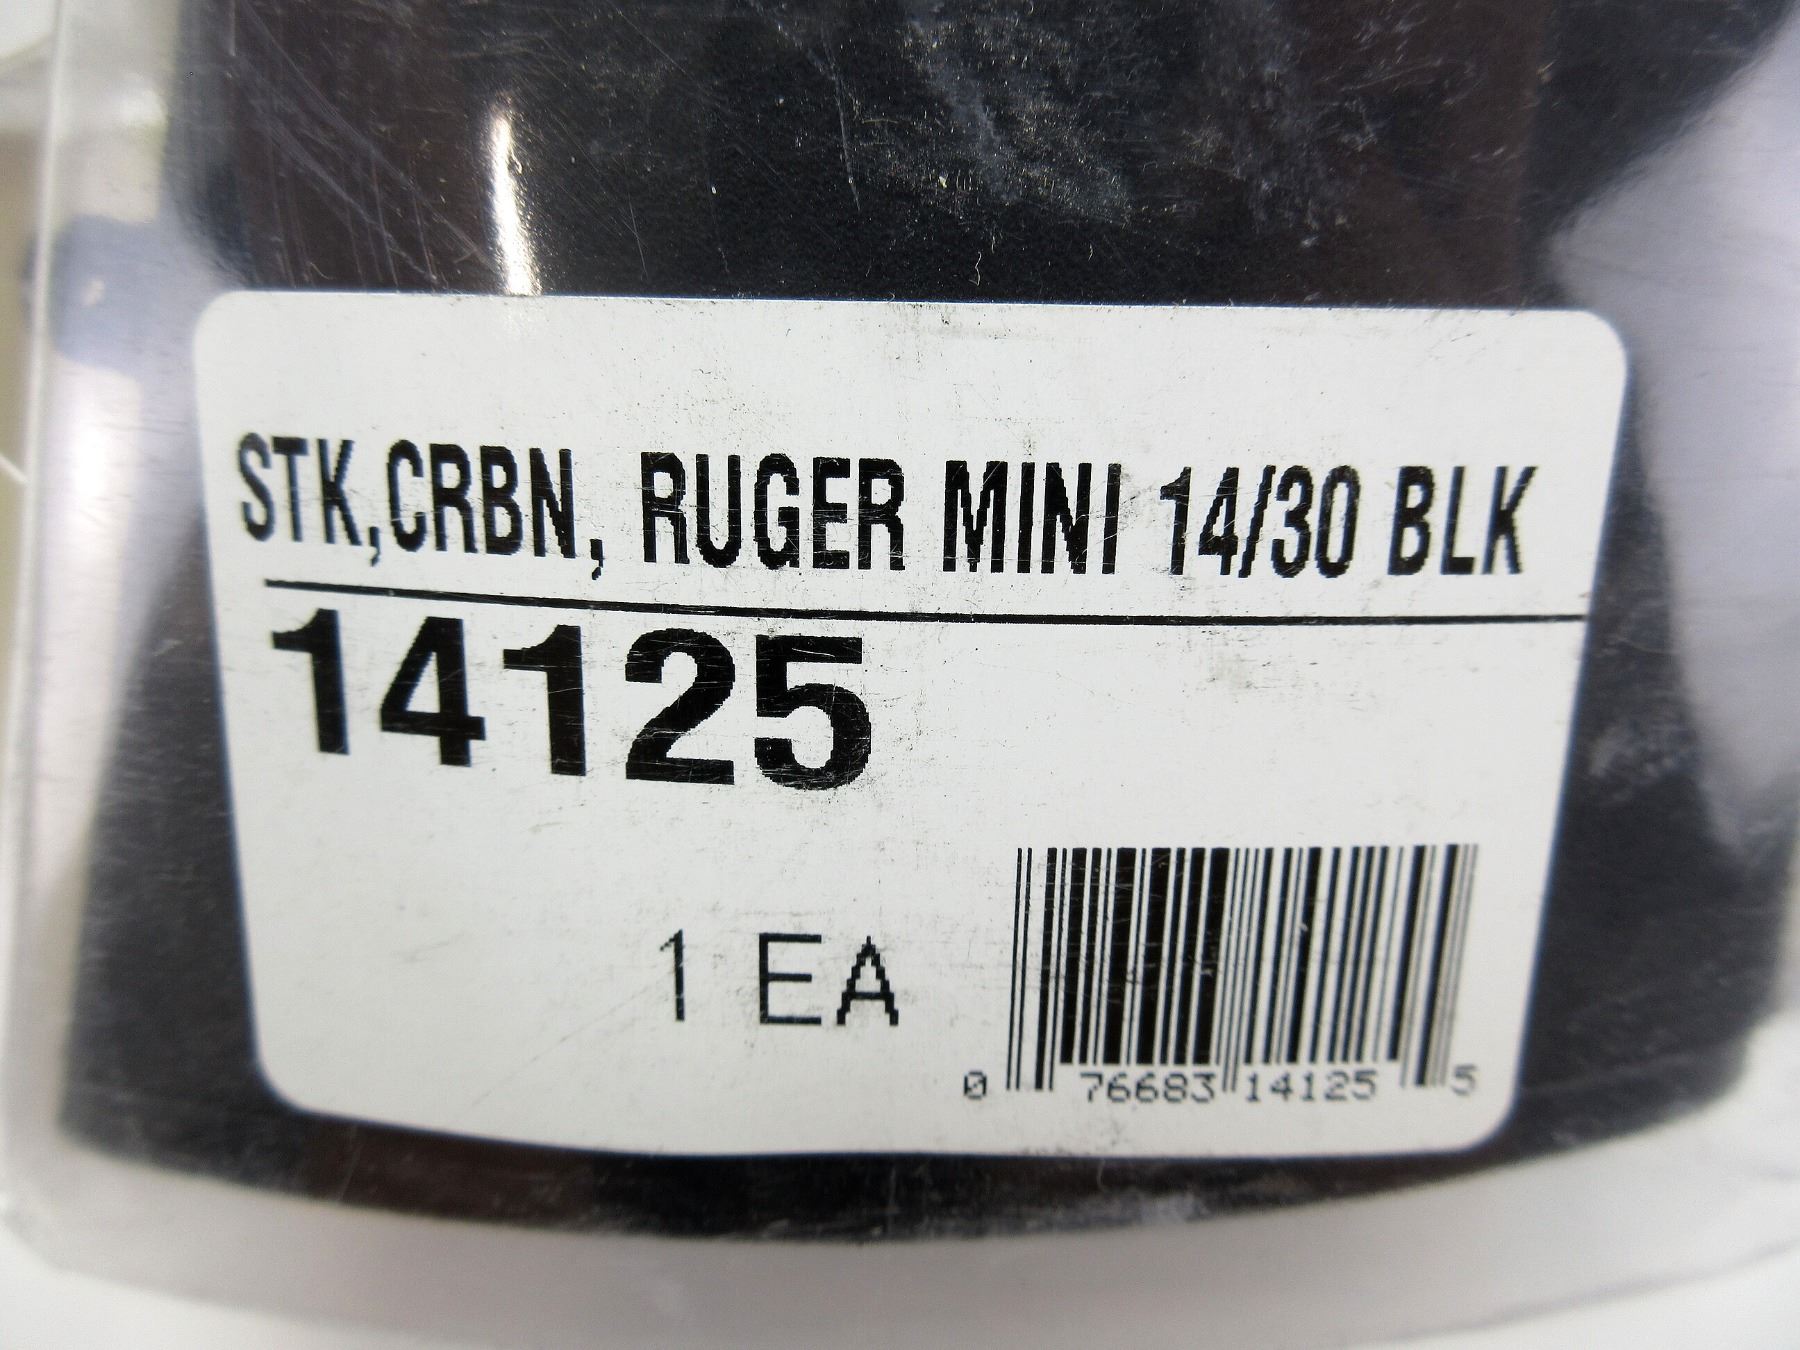 STK,CRBN, RUGER MINI 14/30 BLK
14125
1 EA
0 76683 14125 5